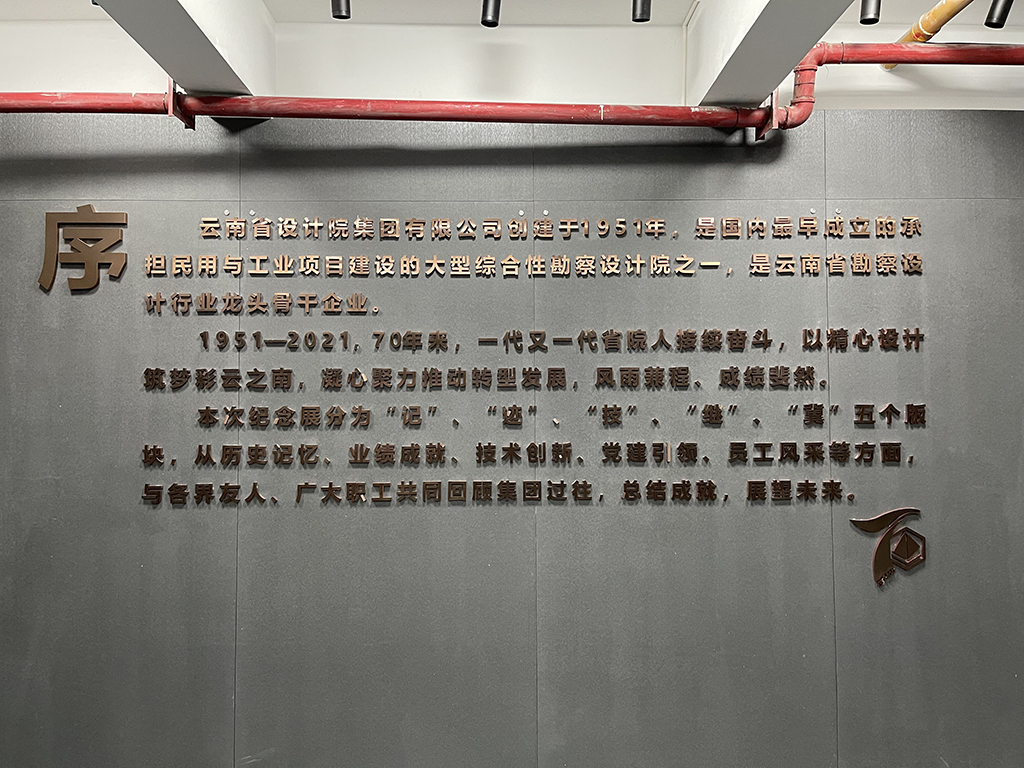 序
云南省设计院集团有限公司创建于1951年，是国内最早成立的承
担民用与工业项目建设的大型综合性勘察设计院之一，是云南省勘察设
计行业龙头骨干企业。
1951—2021，70年来，一代又一代省院人接续奋斗，以精心设计
筑梦彩云之南，凝心聚力推动转型发展，风雨兼程、成绩斐然。
本次纪念展分为“记”、“迹”、“技”、“继”、“冀”五个版
块，从历史记忆、业绩成就、技术创新、党建引领、员工风采等方面，
与各界友人、广大职工共同回顾集团过往，总结成就，展望未来。
70